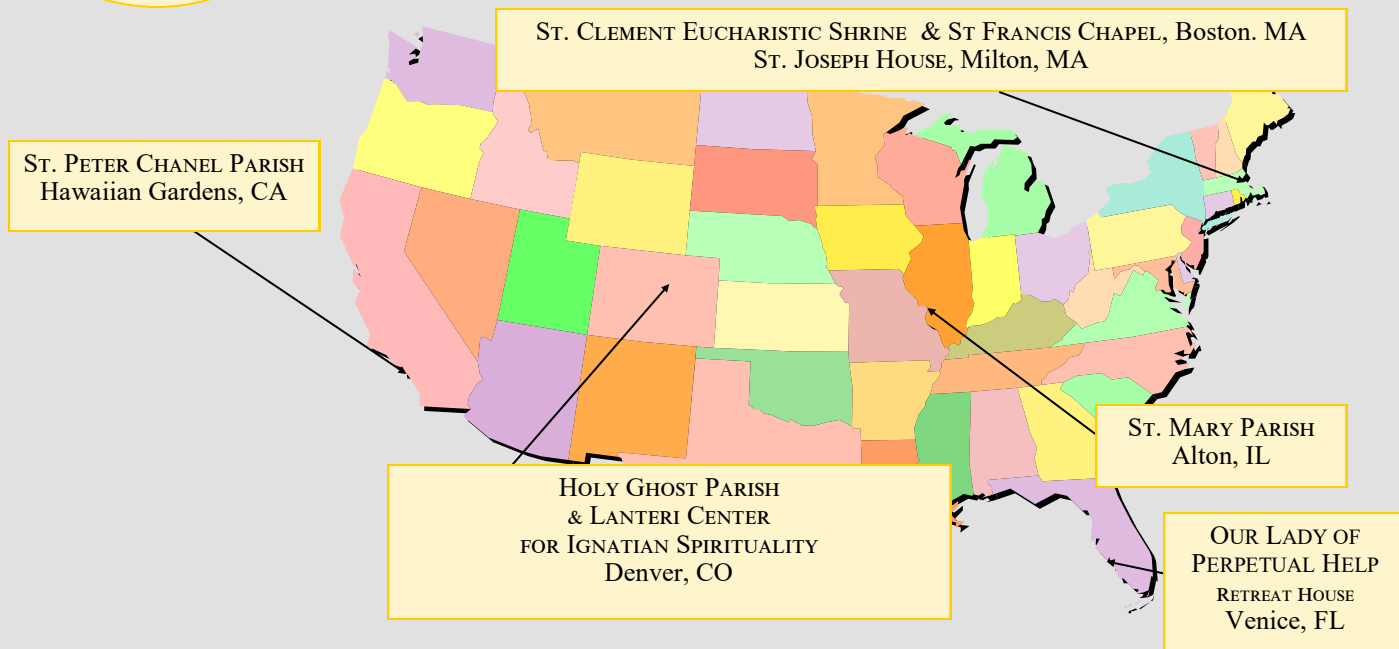 St. Clement Eucharistic Shrine & St Francis Chapel, Boston. MA
St. Joseph House, Milton, MA
St. Peter Chanel Parish
Hawaiian Gardens, CA
St. Mary Parish
Alton, IL
Holy Ghost Parish
& Lanteri Center
for Ignatian Spirituality
Denver, CO
Our Lady of
Perpetual Help
Retreat House
Venice, FL